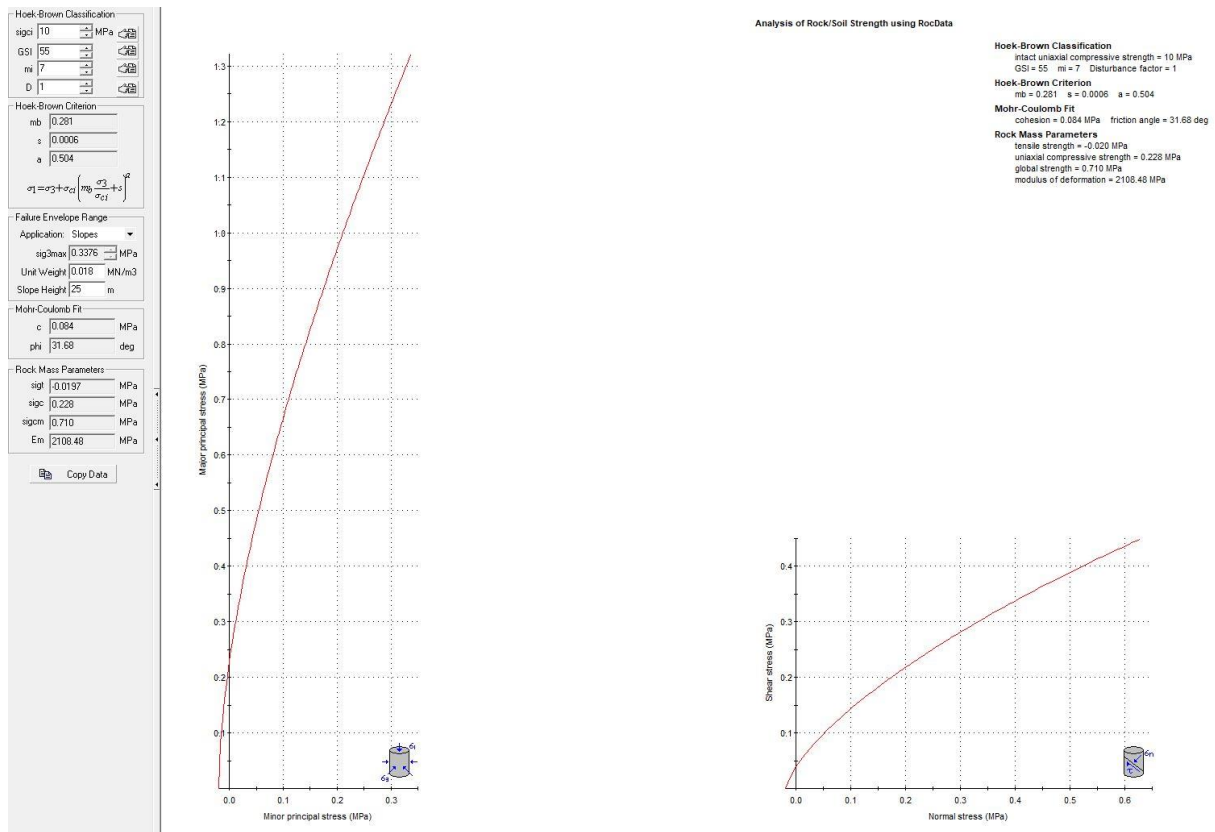 Hoek-Brown Classification
sigci 10 MPa
GSI 55
mi 7
D 1
Hoek-Brown Criterion
mb 0.281
s 0.0006
a 0.504
σ1=σ3+σci(mb σ3/σci+s)^a
Failure Envelope Range
Application: Slopes
sig3max 0.3376 MPa
Unit Weight 0.018 MN/m3
Slope Height 25 m
Mohr-Coulomb Fit
c 0.084 MPa
phi 31.68 deg
Rock Mass Parameters
sigt -0.0197 MPa
sigc 0.228 MPa
sigcm 0.710 MPa
Em 2108.48 MPa
Copy Data
1.3
1.2
1.1
1.0
0.9
0.8
0.7
0.6
0.5
0.4
0.3
0.2
0.1
Major principal stress (MPa)
σ1
σ3
0.0 0.1 0.2 0.3
Minor principal stress (MPa)
Analysis of Rock/Soil Strength using RocData
Hoek-Brown Classification
intact uniaxial compressive strength = 10 MPa
GSI = 55 mi = 7 Disturbance factor = 1
Hoek-Brown Criterion
mb = 0.281 s = 0.0006 a = 0.504
Mohr-Coulomb Fit
cohesion = 0.084 MPa friction angle = 31.68 deg
Rock Mass Parameters
tensile strength = -0.020 MPa
uniaxial compressive strength = 0.228 MPa
global strength = 0.710 MPa
modulus of deformation = 2108.48 MPa
0.4
0.3
0.2
0.1
Shear stress (MPa)
σn
τ
0.0 0.1 0.2 0.3 0.4 0.5 0.6
Normal stress (MPa)